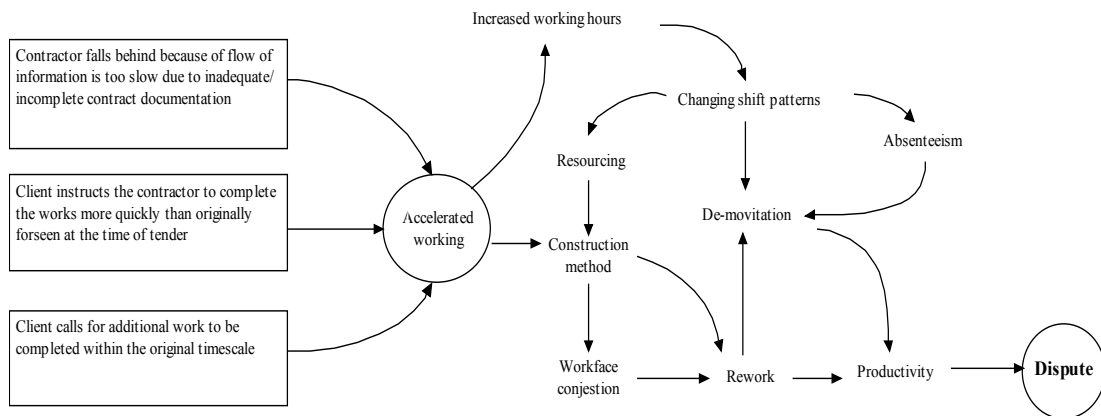 Increased working hours
Contractor falls behind because of flow of
information is too slow due to inadequate/
incomplete contract documentation
Changing shift patterns
Absenteeism
Resourcing
Client instructs the contractor to complete
the works more quickly than originally
forseen at the time of tender
Accelerated
working
De-movitation
Construction
method
Client calls for additional work to be
completed within the original timescale
Workface
conjestion
Rework
Productivity
Dispute